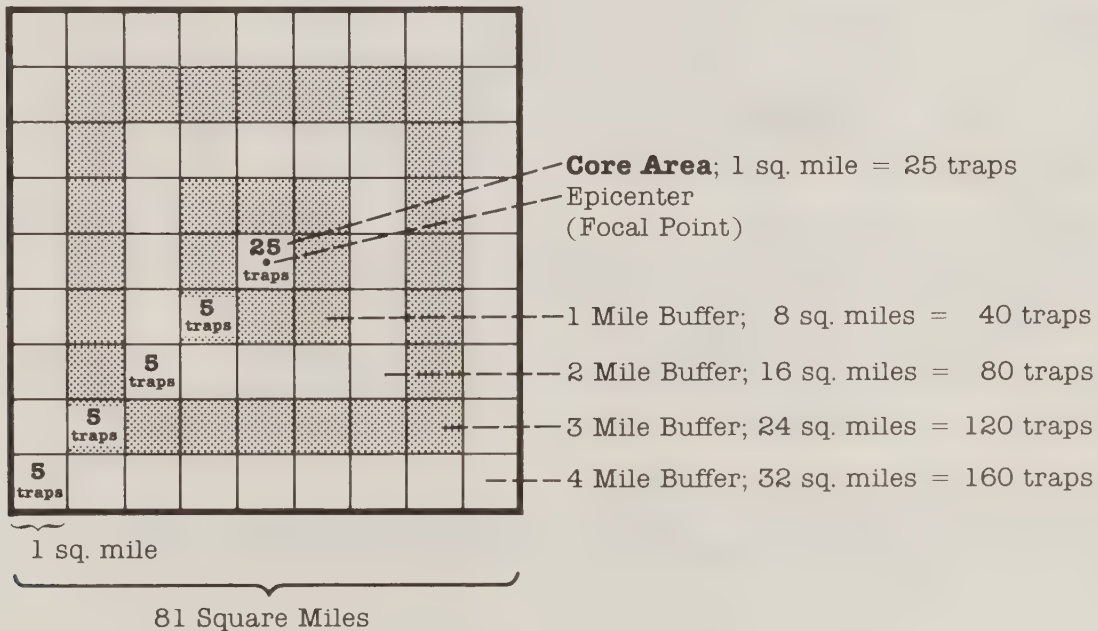 Core Area; 1 sq. mile = 25 traps
Epicenter
(Focal Point)
25
traps
5
traps
1 Mile Buffer; 8 sq. miles = 40 traps
5
traps
2 Mile Buffer; 16 sq. miles = 80 traps
5
traps
3 Mile Buffer; 24 sq. miles = 120 traps
5
traps
4 Mile Buffer; 32 sq. miles = 160 traps
1 sq. mile
81 Square Miles